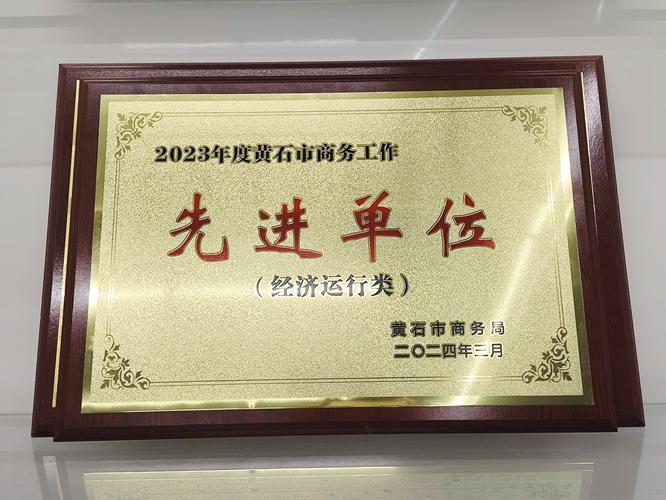 2023年度黄石市商务工作
先进单位
（经济运行类）
黄石市商务局
二〇二四年三月